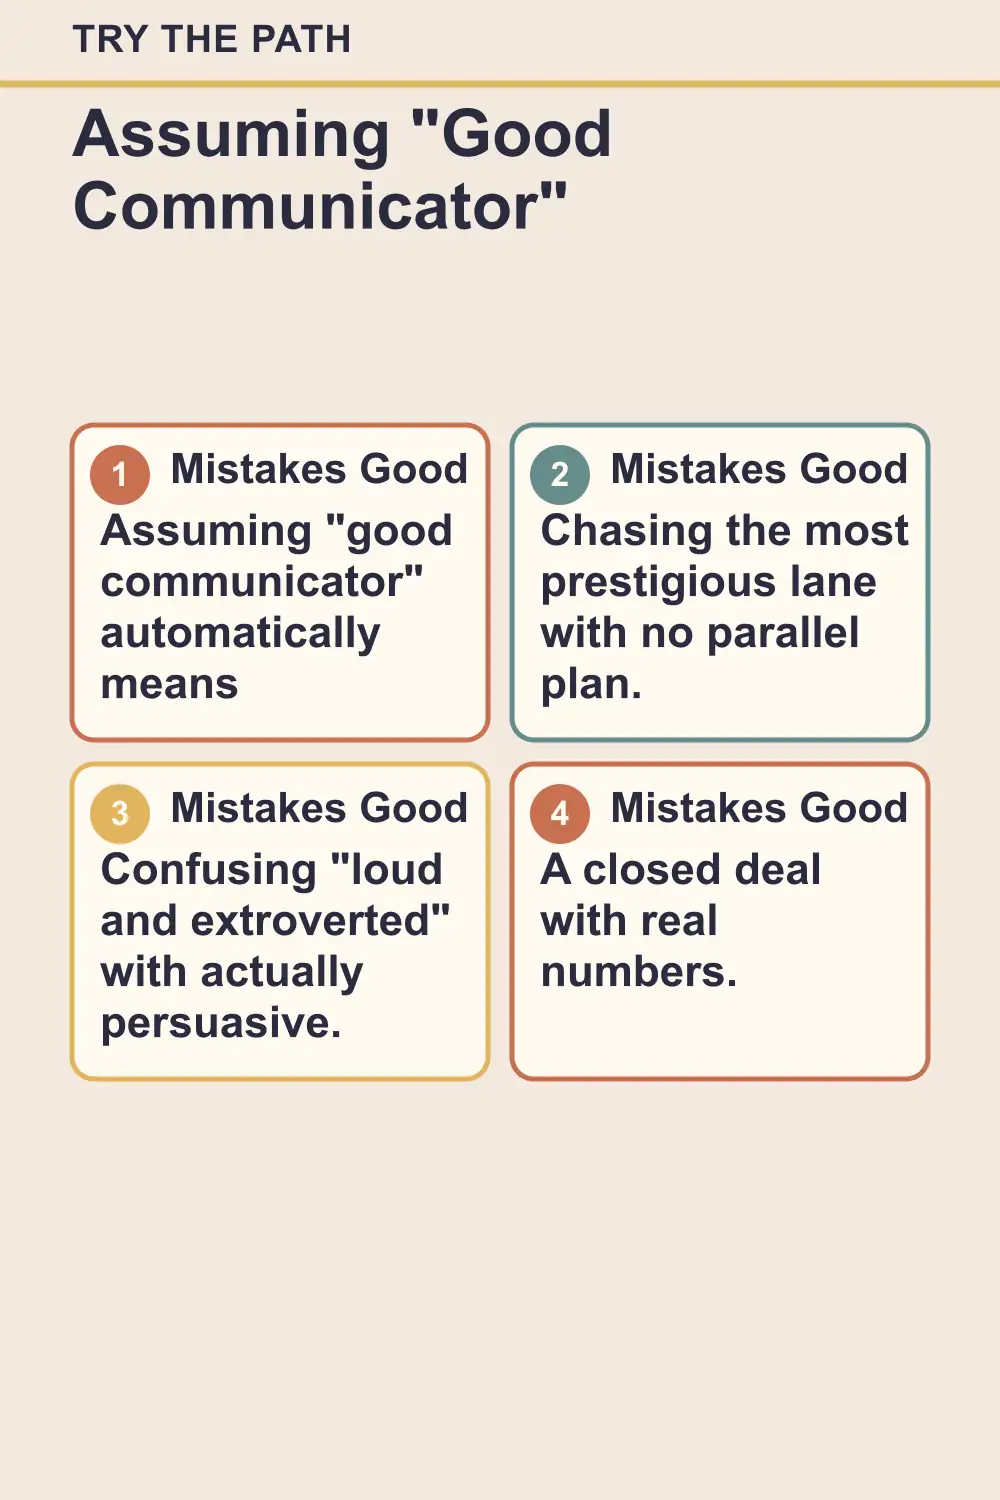 TRY THE PATH
Assuming "Good
Communicator"
1 Mistakes Good
Assuming "good
communicator"
automatically
means
2 Mistakes Good
Chasing the most
prestigious lane
with no parallel
plan.
3 Mistakes Good
Confusing "loud
and extroverted"
with actually
persuasive.
4 Mistakes Good
A closed deal
with real
numbers.